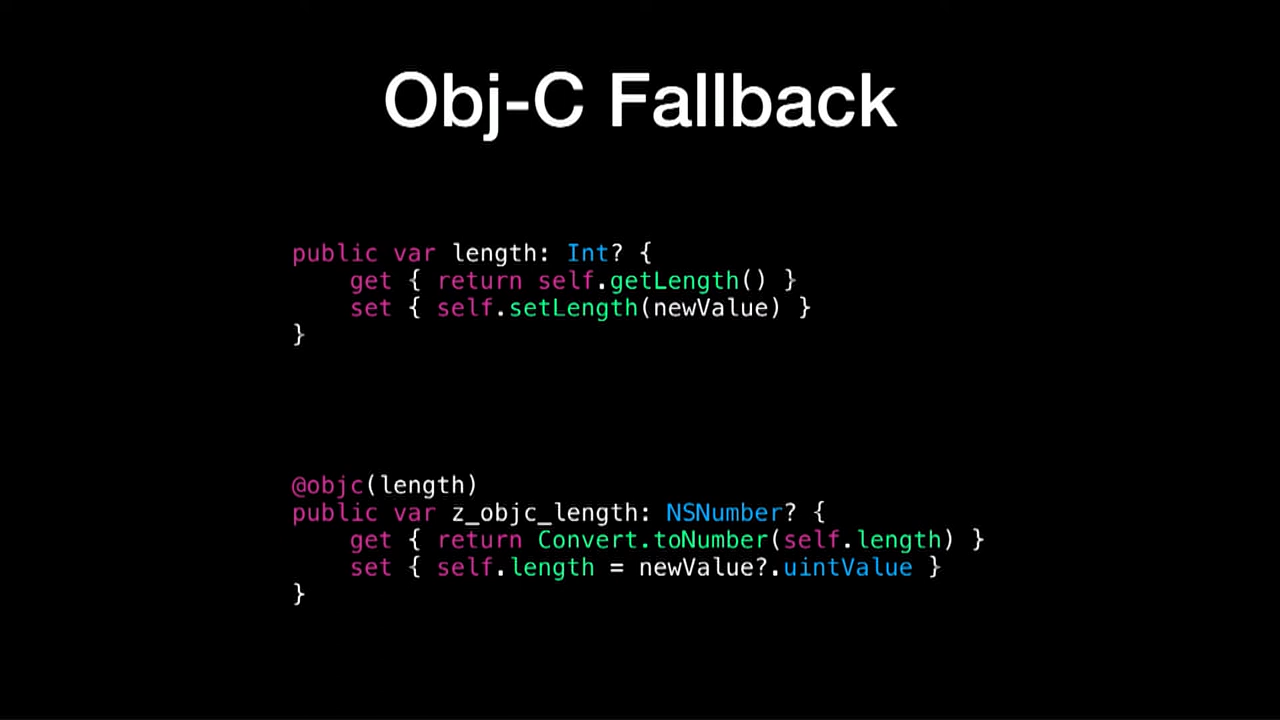 Obj-C Fallback
public var length: Int? {
    get { return self.getLength() }
    set { self.setLength(newValue) }
}
@objc(length)
public var z_objc_length: NSNumber? {
    get { return Convert.toNumber(self.length) }
    set { self.length = newValue?.uintValue }
}